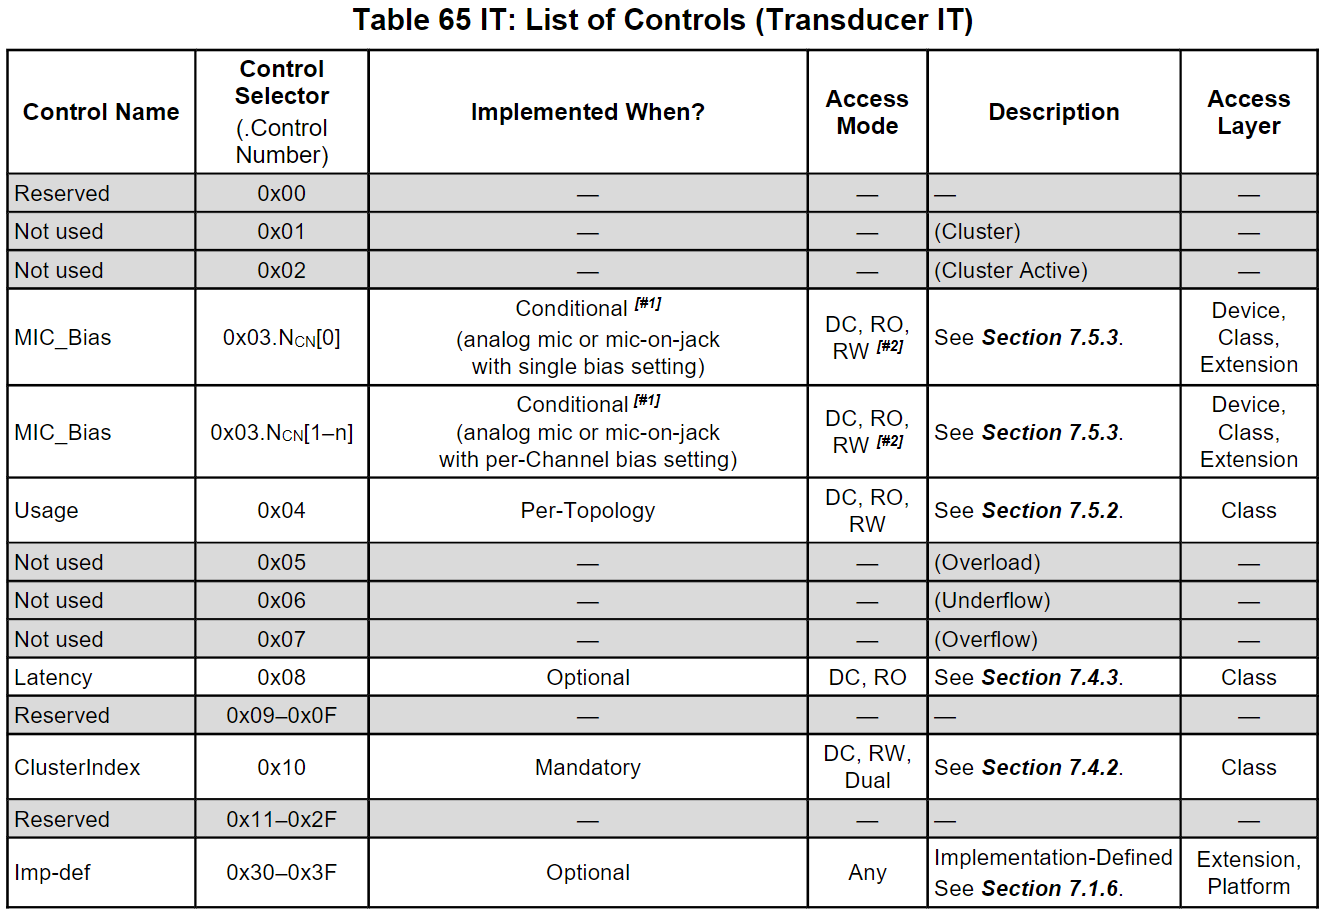 Table 65 IT: List of Controls (Transducer IT)
Control Name
Control
Selector
(.Control
Number)
Implemented When?
Access
Mode
Description
Access
Layer
Reserved 0x00 — — — —
Not used 0x01 — — (Cluster) —
Not used 0x02 — — (Cluster Active) —
MIC_Bias
0x03.NCN[0]
Conditional [#1]
(analog mic or mic-on-jack
with single bias setting)
DC, RO,
RW [#2]
See Section 7.5.3.
Device,
Class,
Extension
MIC_Bias
0x03.NCN[1–n]
Conditional [#1]
(analog mic or mic-on-jack
with per-Channel bias setting)
DC, RO,
RW [#2]
See Section 7.5.3.
Device,
Class,
Extension
Usage
0x04
Per-Topology
DC, RO,
RW
See Section 7.5.2.
Class
Not used 0x05 — — (Overload) —
Not used 0x06 — — (Underflow) —
Not used 0x07 — — (Overflow) —
Latency 0x08 Optional DC, RO See Section 7.4.3. Class
Reserved 0x09–0x0F — — — —
ClusterIndex
0x10
Mandatory
DC, RW,
Dual
See Section 7.4.2.
Class
Reserved 0x11–0x2F — — — —
Imp-def
0x30–0x3F
Optional
Any
Implementation-Defined
See Section 7.1.6.
Extension,
Platform